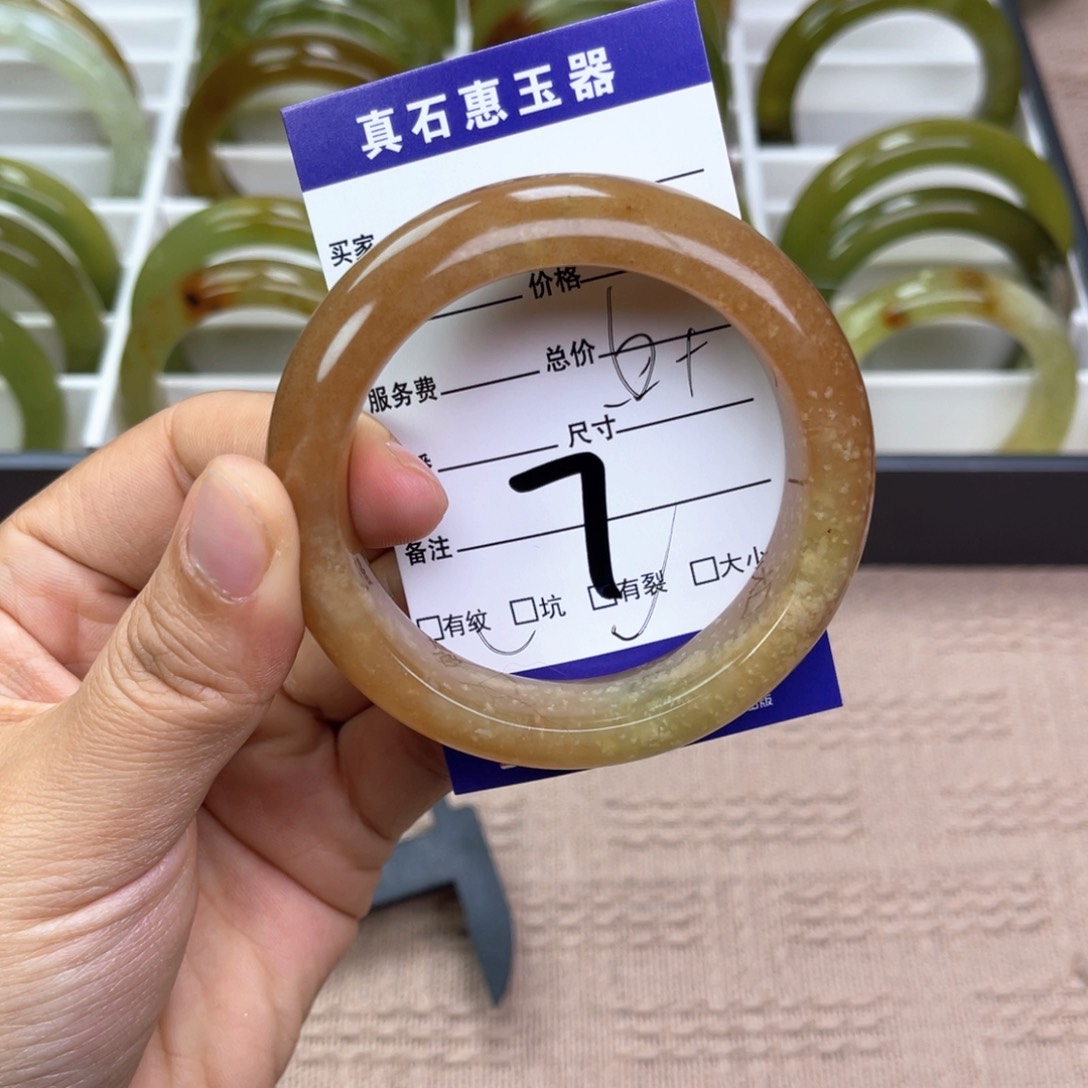 真石惠玉器
买家
价格
服务费 总价
尺寸
7
备注
□有纹 □坑 □有裂 □大小